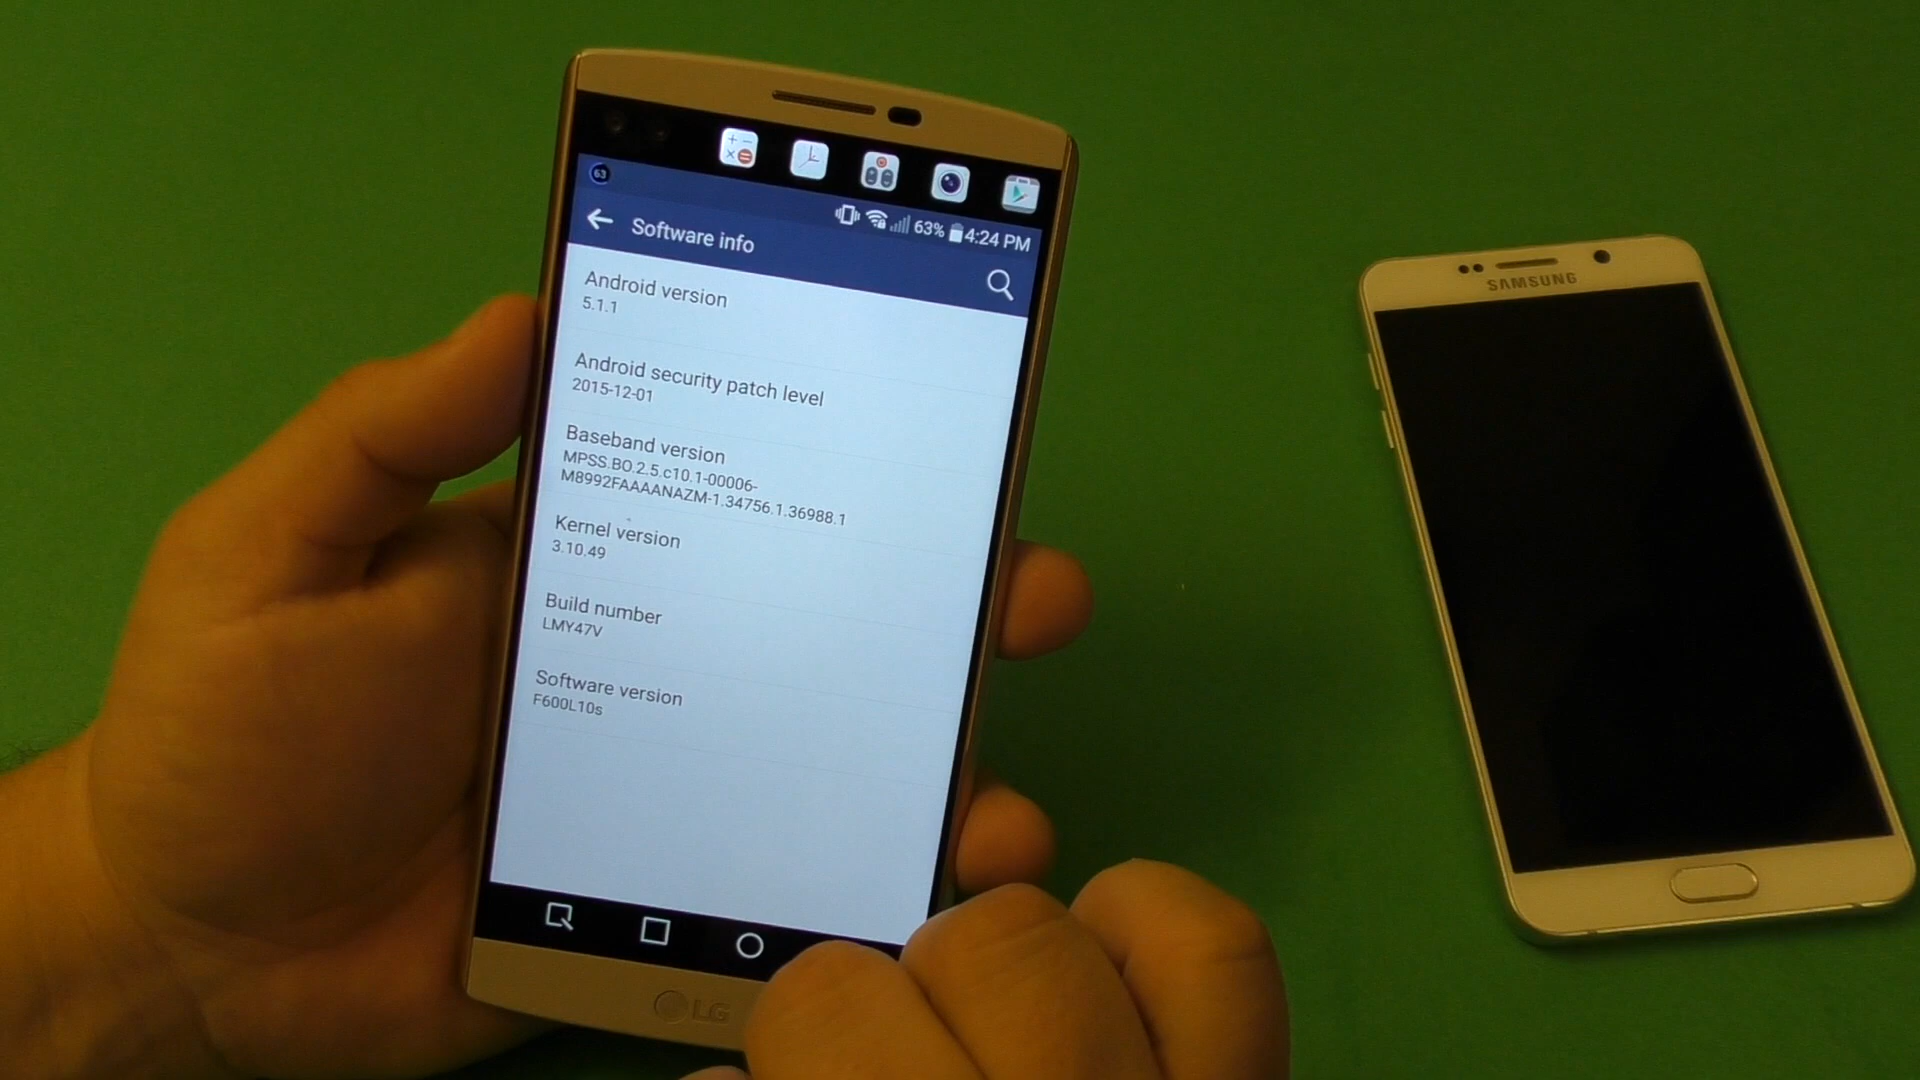 63
63% 4:24 PM
Software info
Android version
5.1.1
Android security patch level
2015-12-01
Baseband version
MPSS.BO.2.5.c10.1-00006-
M8992FAAAANAZM-1.34756.1.36988.1
Kernel version
3.10.49
Build number
LMY47V
Software version
F600L10s
LG
SAMSUNG